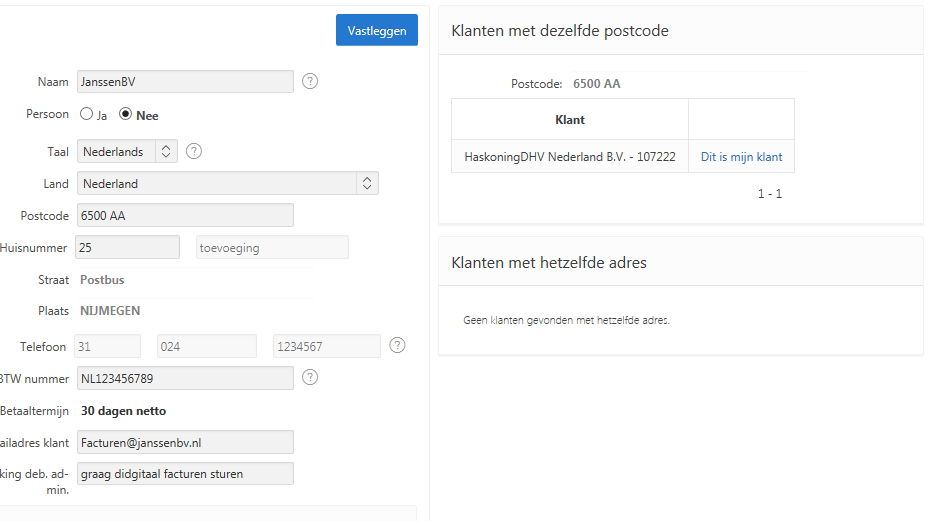 Vastleggen
Naam JanssenBV ?
Persoon Ja Nee
Taal Nederlands ?
Land Nederland
Postcode 6500 AA
Huisnummer 25 toevoeging
Straat Postbus
Plaats NIJMEGEN
Telefoon 31 024 1234567 ?
BTW nummer NL123456789 ?
Betaaltermijn 30 dagen netto
ailadres klant Facturen@janssenbv.nl
king deb. ad-
min.
graag didgitaal facturen sturen
Klanten met dezelfde postcode
Postcode: 6500 AA
Klant
HaskoningDHV Nederland B.V. - 107222 Dit is mijn klant
1 - 1
Klanten met hetzelfde adres
Geen klanten gevonden met hetzelfde adres.